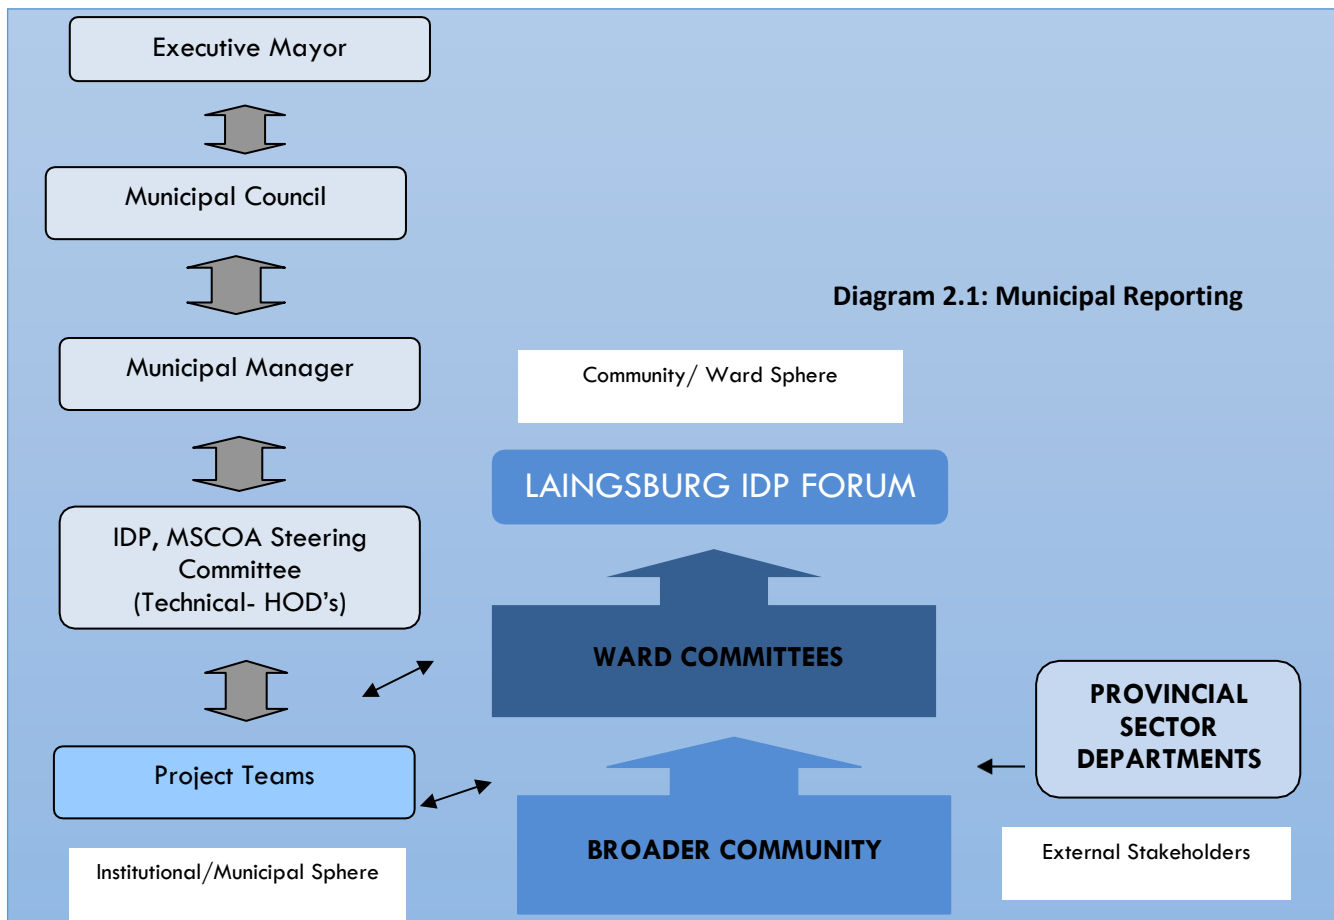 Executive Mayor
Municipal Council
Diagram 2.1: Municipal Reporting
Municipal Manager
Community/ Ward Sphere
LAINGSBURG IDP FORUM
IDP, MSCOA Steering
Committee
(Technical- HOD's)
WARD COMMITTEES
PROVINCIAL
SECTOR
DEPARTMENTS
Project Teams
BROADER COMMUNITY
External Stakeholders
Institutional/Municipal Sphere